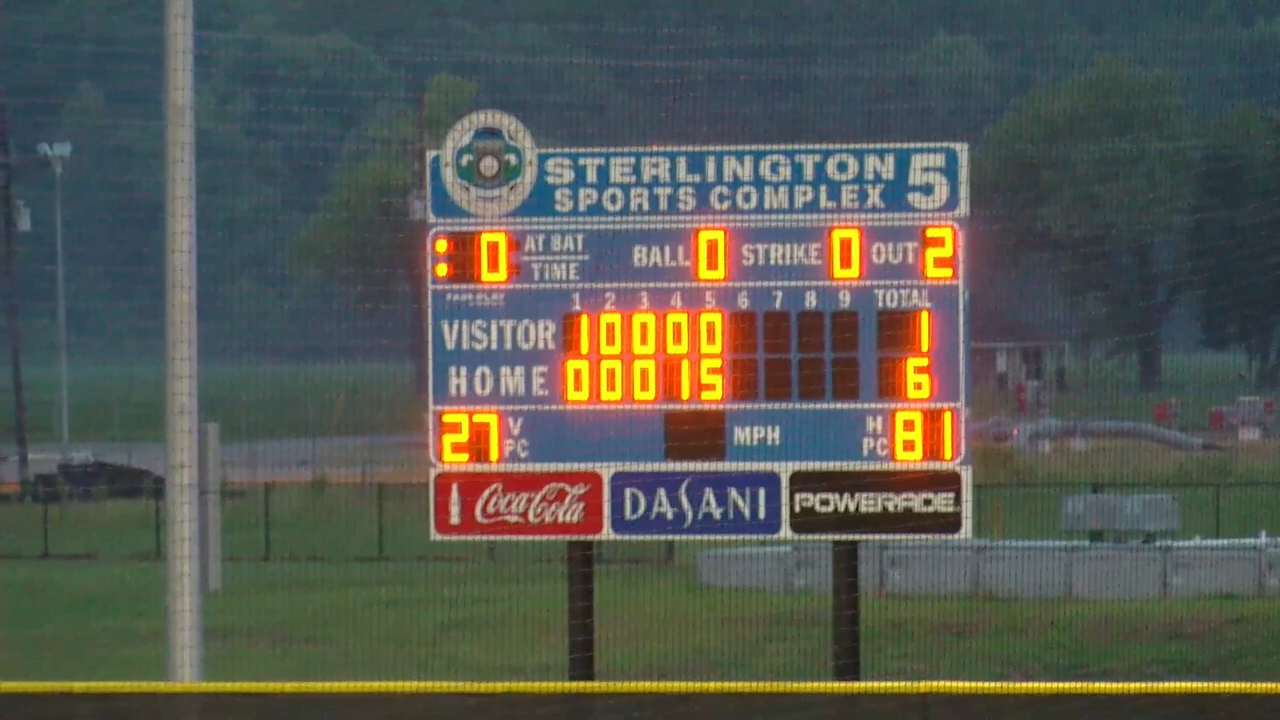 STERLINGTON 5
SPORTS COMPLEX
: 0 AT BAT BALL 0 STRIKE 0 OUT 2
TIME
FAIR-PLAY 1 2 3 4 5 6 7 8 9 TOTAL
VISITOR 1 0 0 0 0 1
HOME 0 0 0 1 5 6
27 V PC MPH H PC 81
Coca-Cola DASANI POWERADE